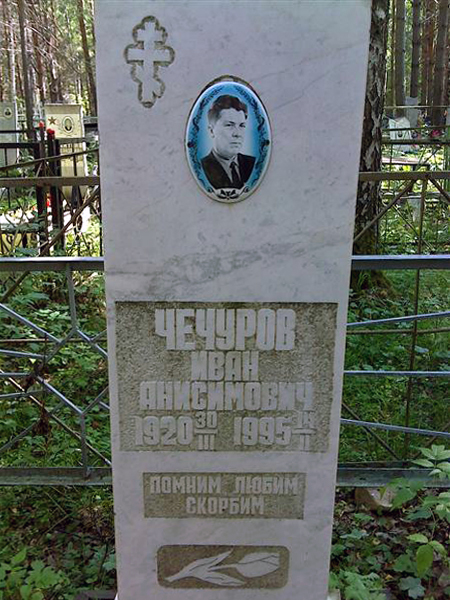 ЧЕЧУРОВ
ИВАН
АНИСИМОВИЧ
1920 30/III 1995 14/II
ПОМНИМ ЛЮБИМ
СКОРБИМ